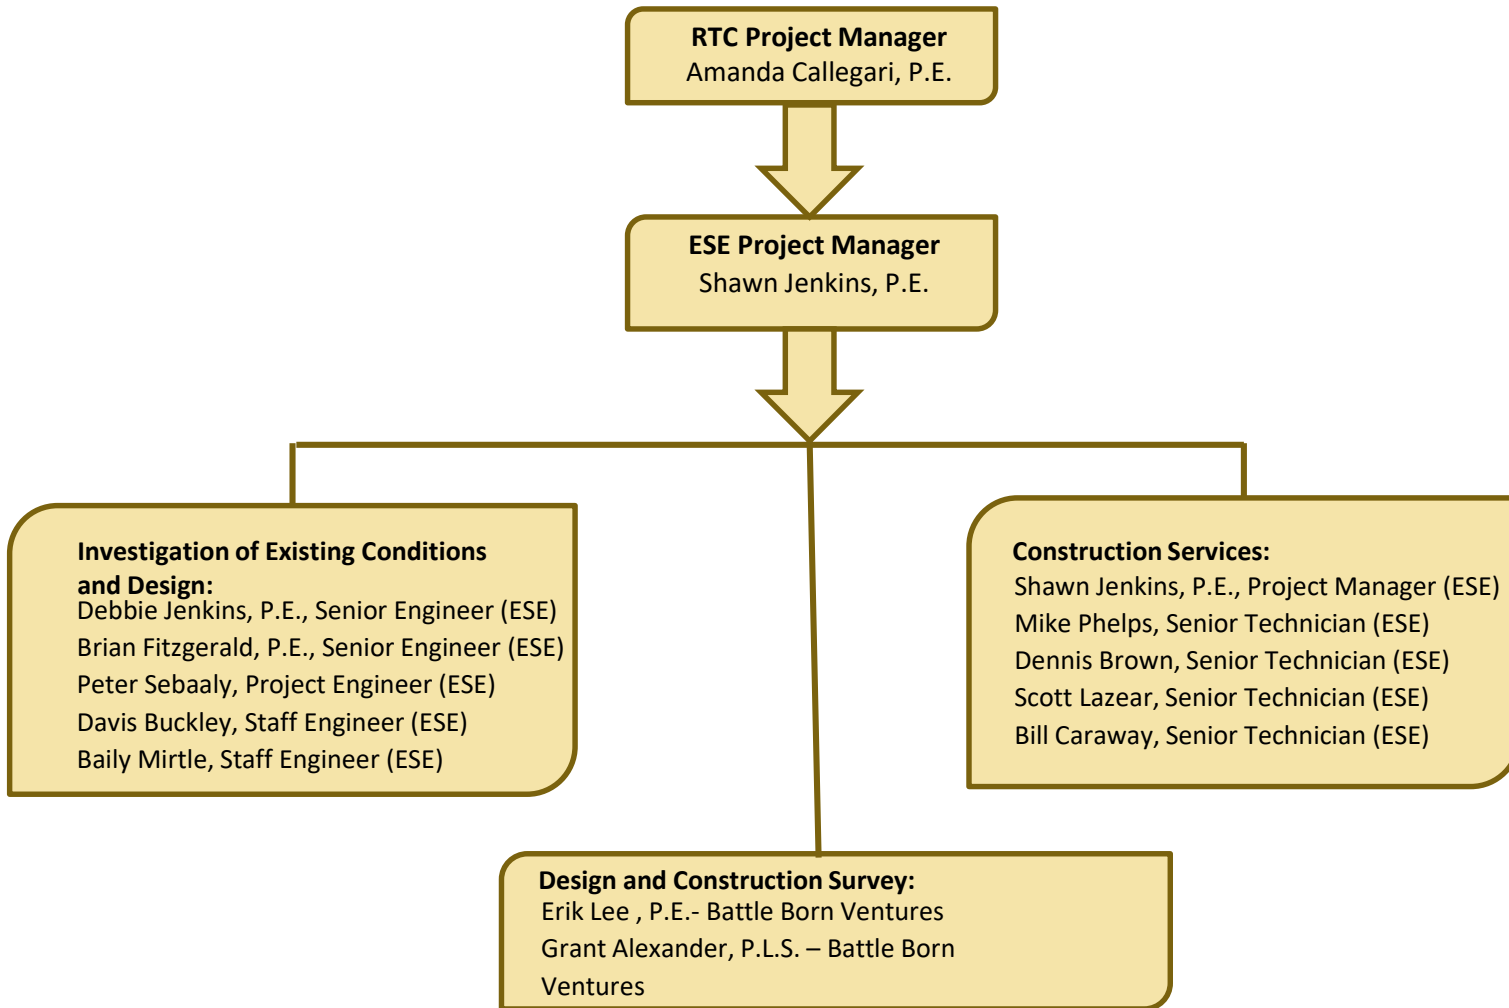 RTC Project Manager
Amanda Callegari, P.E.
ESE Project Manager
Shawn Jenkins, P.E.
Investigation of Existing Conditions
and Design:
Debbie Jenkins, P.E., Senior Engineer (ESE)
Brian Fitzgerald, P.E., Senior Engineer (ESE)
Peter Sebaaly, Project Engineer (ESE)
Davis Buckley, Staff Engineer (ESE)
Baily Mirtle, Staff Engineer (ESE)
Construction Services:
Shawn Jenkins, P.E., Project Manager (ESE)
Mike Phelps, Senior Technician (ESE)
Dennis Brown, Senior Technician (ESE)
Scott Lazear, Senior Technician (ESE)
Bill Caraway, Senior Technician (ESE)
Design and Construction Survey:
Erik Lee , P.E.- Battle Born Ventures
Grant Alexander, P.L.S. – Battle Born
Ventures